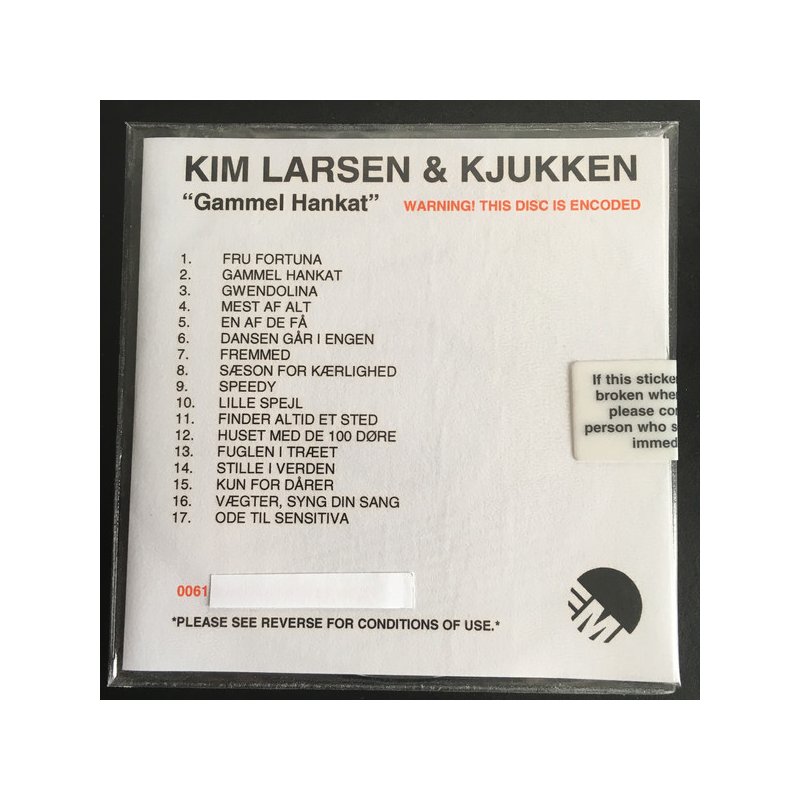 KIM LARSEN & KJUKKEN
“Gammel Hankat” WARNING! THIS DISC IS ENCODED
1. FRU FORTUNA
2. GAMMEL HANKAT
3. GWENDOLINA
4. MEST AF ALT
5. EN AF DE FÅ
6. DANSEN GÅR I ENGEN
7. FREMMED
8. SÆSON FOR KÆRLIGHED
9. SPEEDY
10. LILLE SPEJL
11. FINDER ALTID ET STED
12. HUSET MED DE 100 DØRE
13. FUGLEN I TRÆET
14. STILLE I VERDEN
15. KUN FOR DÅRER
16. VÆGTER, SYNG DIN SANG
17. ODE TIL SENSITIVA
If this sticke
broken whe
please co
person who s
immed
0061
EMI
*PLEASE SEE REVERSE FOR CONDITIONS OF USE.*